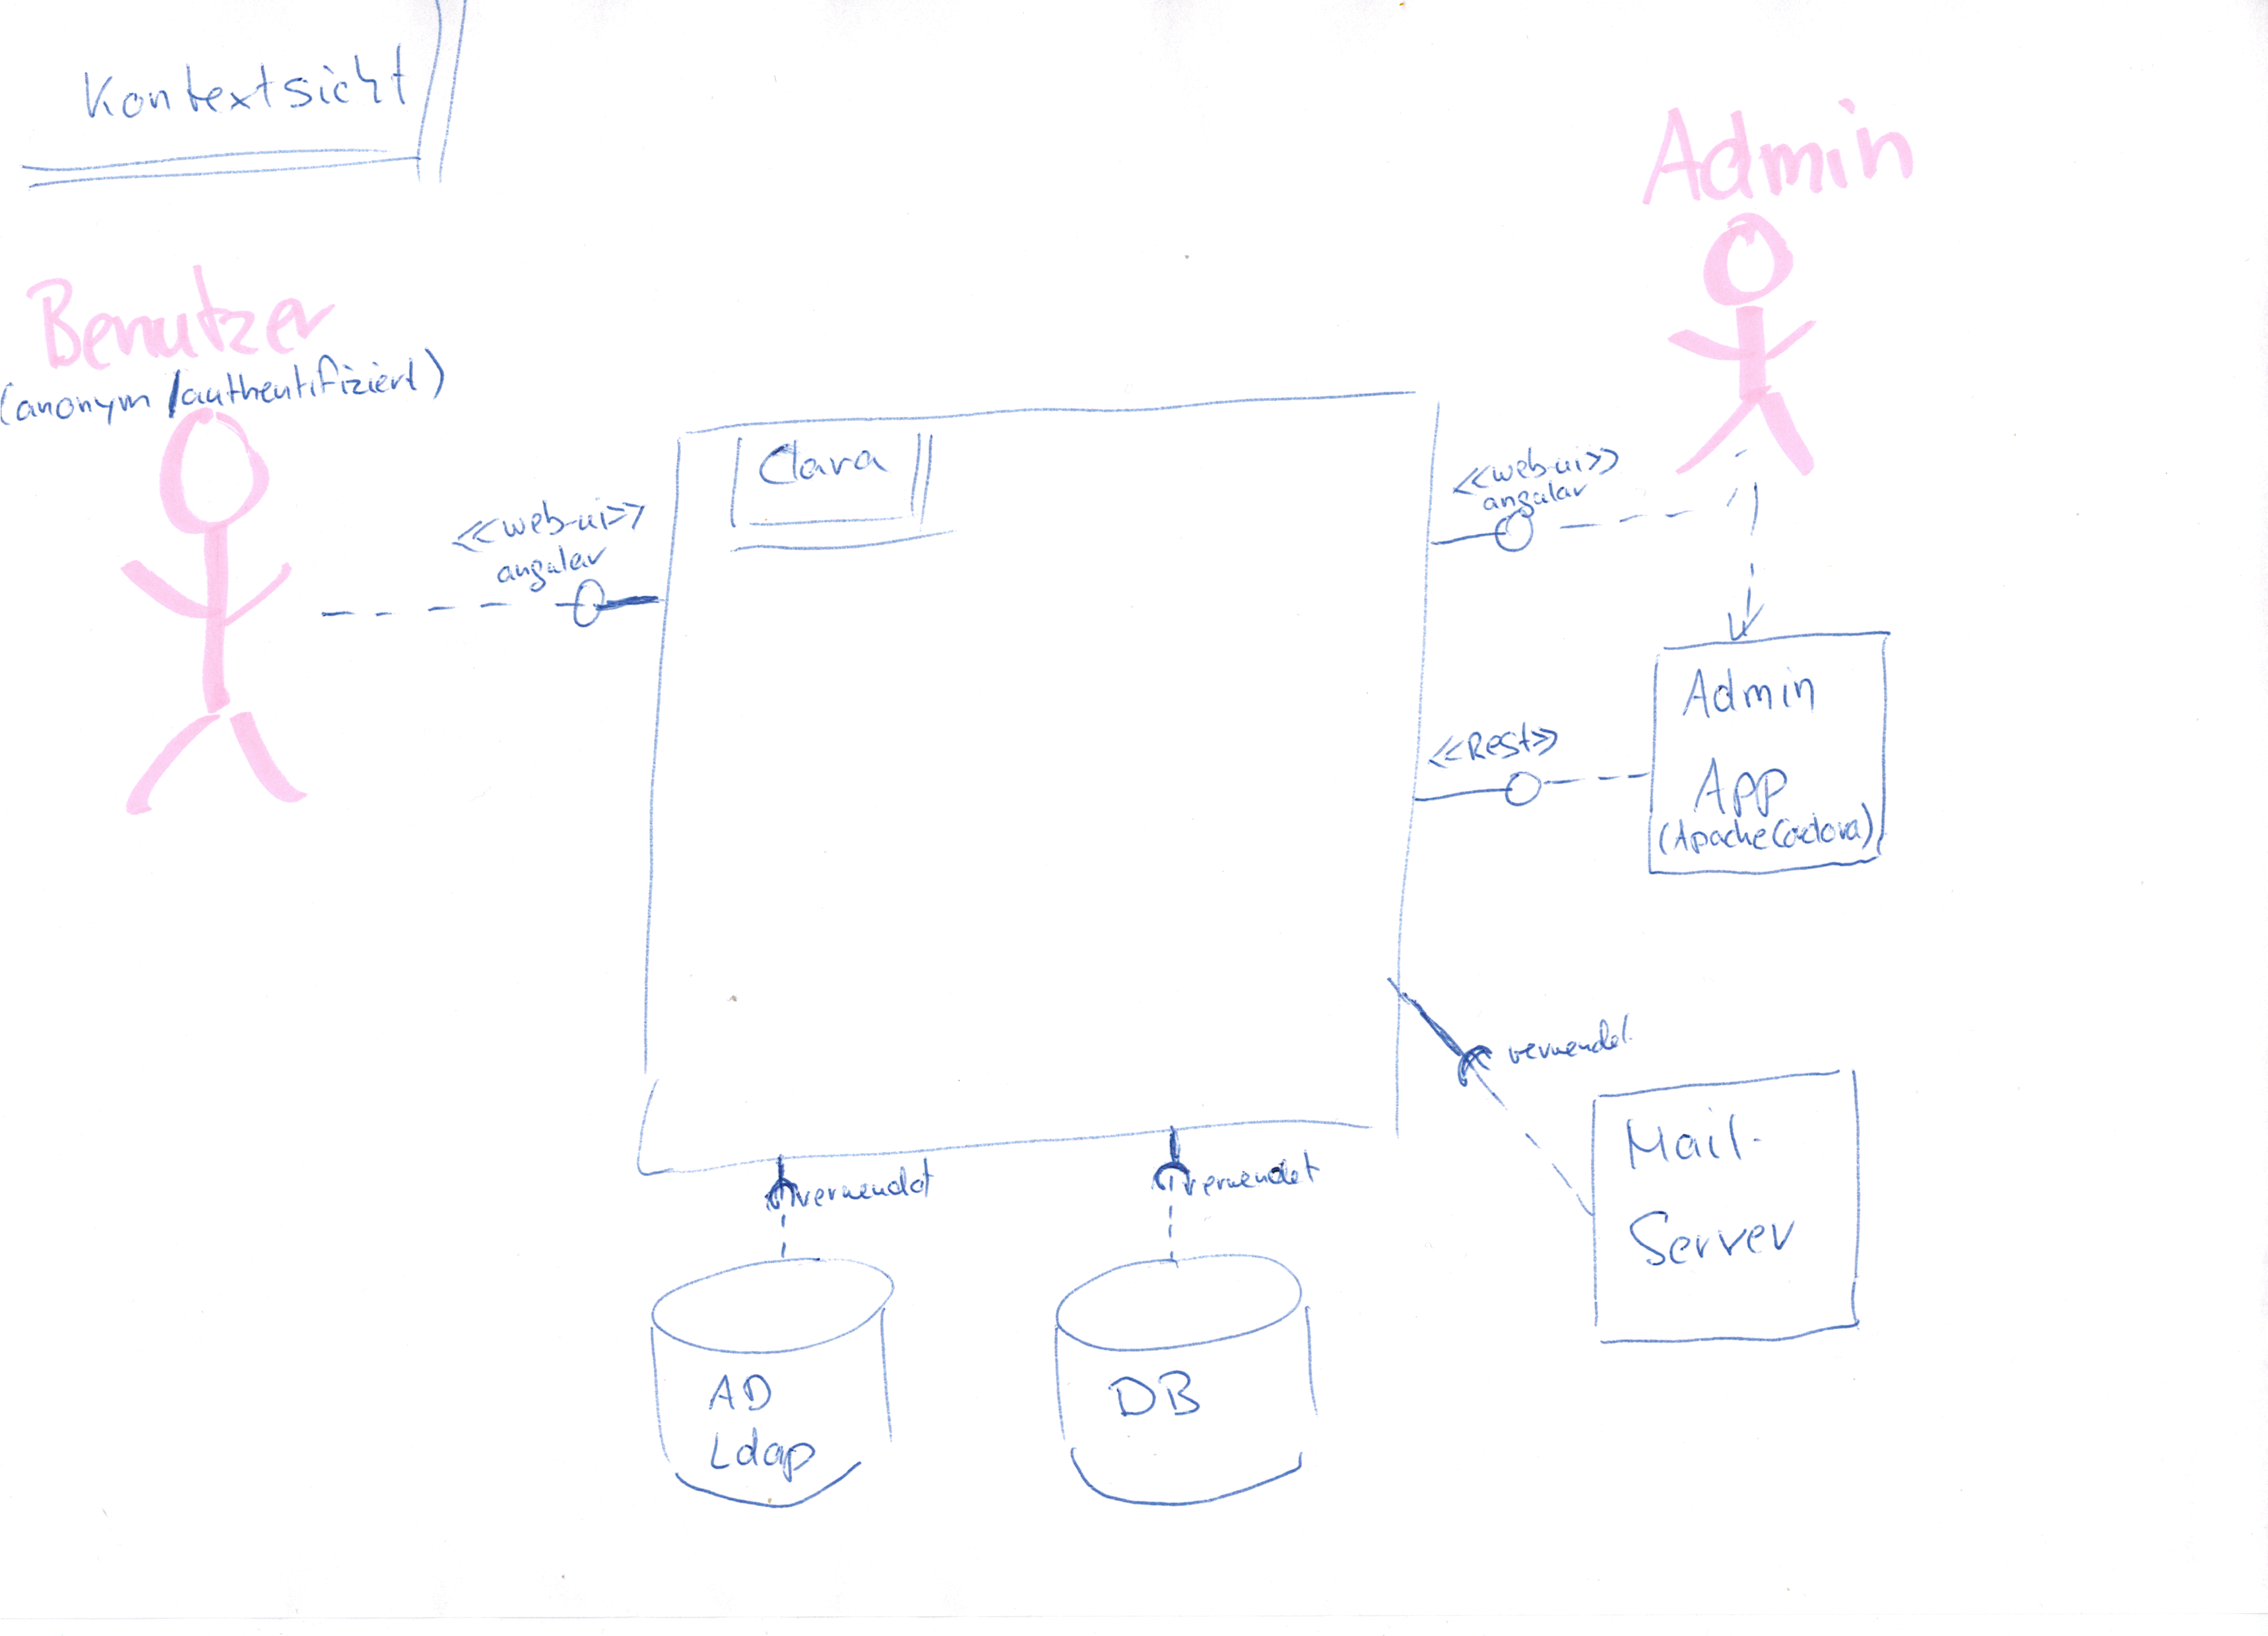 Kontextsicht
Admin
Benutzer
(anonym /authentifiziert)
Clara
<<web-ui>>
angular
<<web-ui>>
angular
Admin
App
(Apache Cordova)
<<Rest>>
verwendet
Mail-
Server
verwendet
verwendet
AD
Ldap
DB